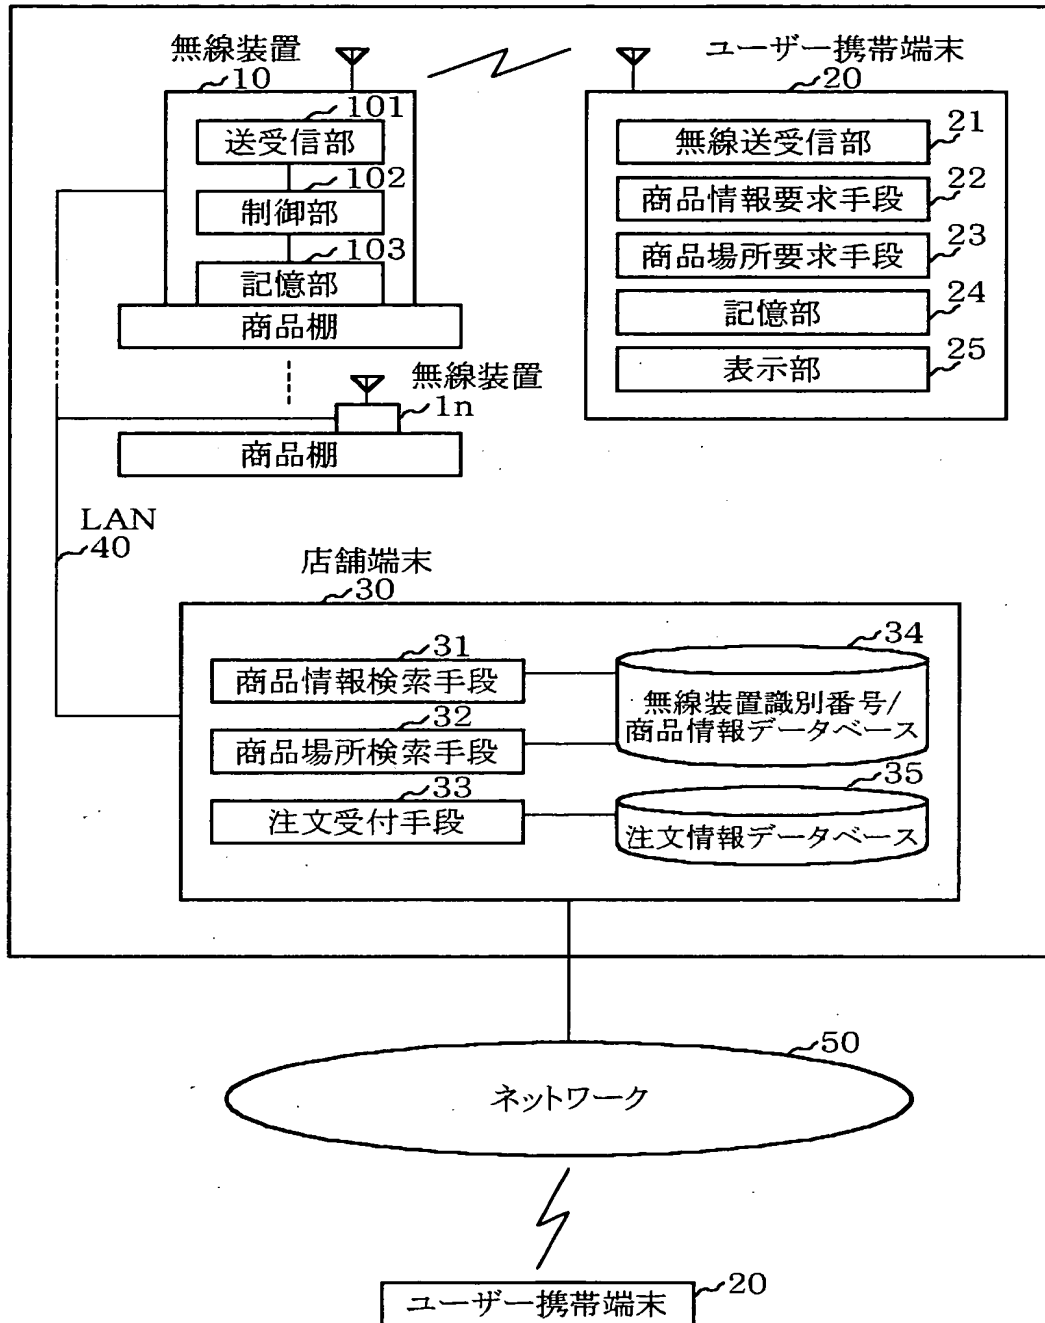 無線装置
10
101
送受信部
102
制御部
103
記憶部
商品棚
無線装置
1n
商品棚
ユーザー携帯端末
20
21
無線送受信部
22
商品情報要求手段
23
商品場所要求手段
24
記憶部
25
表示部
LAN
40
店舗端末
30
31
商品情報検索手段
32
商品場所検索手段
33
注文受付手段
34
無線装置識別番号/
商品情報データベース
35
注文情報データベース
50
ネットワーク
20
ユーザー携帯端末